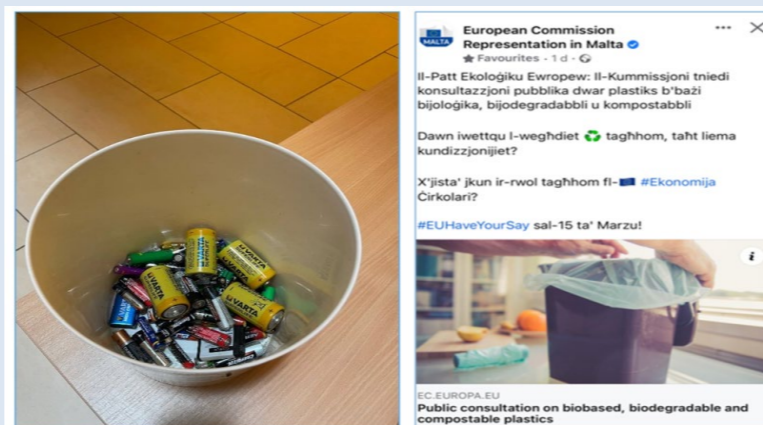 VARTA
VARTA
VARTA
VARTA
MALTA
European Commission
Representation in Malta
Favourites · 1 d ·
Il-Patt Ekoloġiku Ewropew: Il-Kummissjoni tniedi
konsultazzjoni pubblika dwar plastiks b'bażi
bijoloġika, bijodegradabbli u kompostabbli
Dawn iwettqu l-wegħdiet ♻️ tagħhom, taħt liema
kundizzjonijiet?
X'jista' jkun ir-rwol tagħhom fl-🇪🇺 #Ekonomija
Ċirkolari?
#EUHaveYourSay sal-15 ta' Marzu!
EC.EUROPA.EU
Public consultation on biobased, biodegradable and
compostable plastics